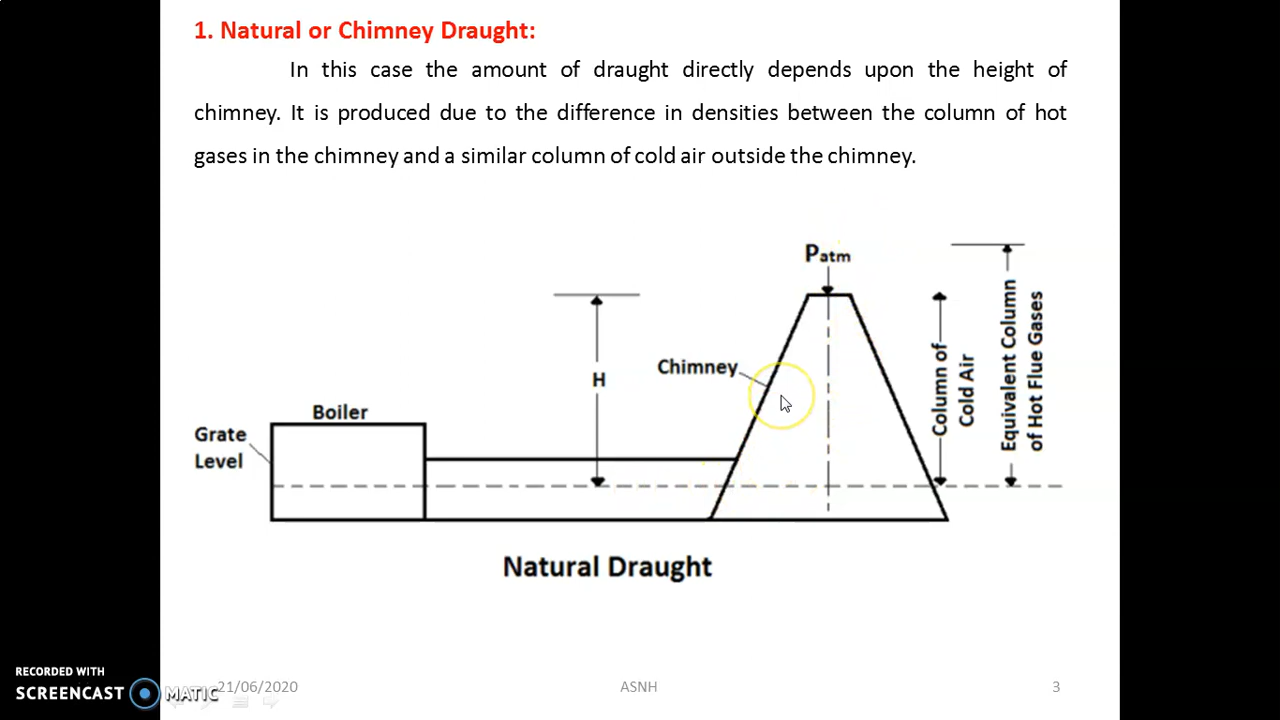 1. Natural or Chimney Draught:
In this case the amount of draught directly depends upon the height of
chimney. It is produced due to the difference in densities between the column of hot
gases in the chimney and a similar column of cold air outside the chimney.
Patm
H
Chimney
Column of
Cold Air
Equivalent Column
of Hot Flue Gases
Boiler
Grate
Level
Natural Draught
RECORDED WITH
SCREENCAST MATIC
21/06/2020
ASNH
3